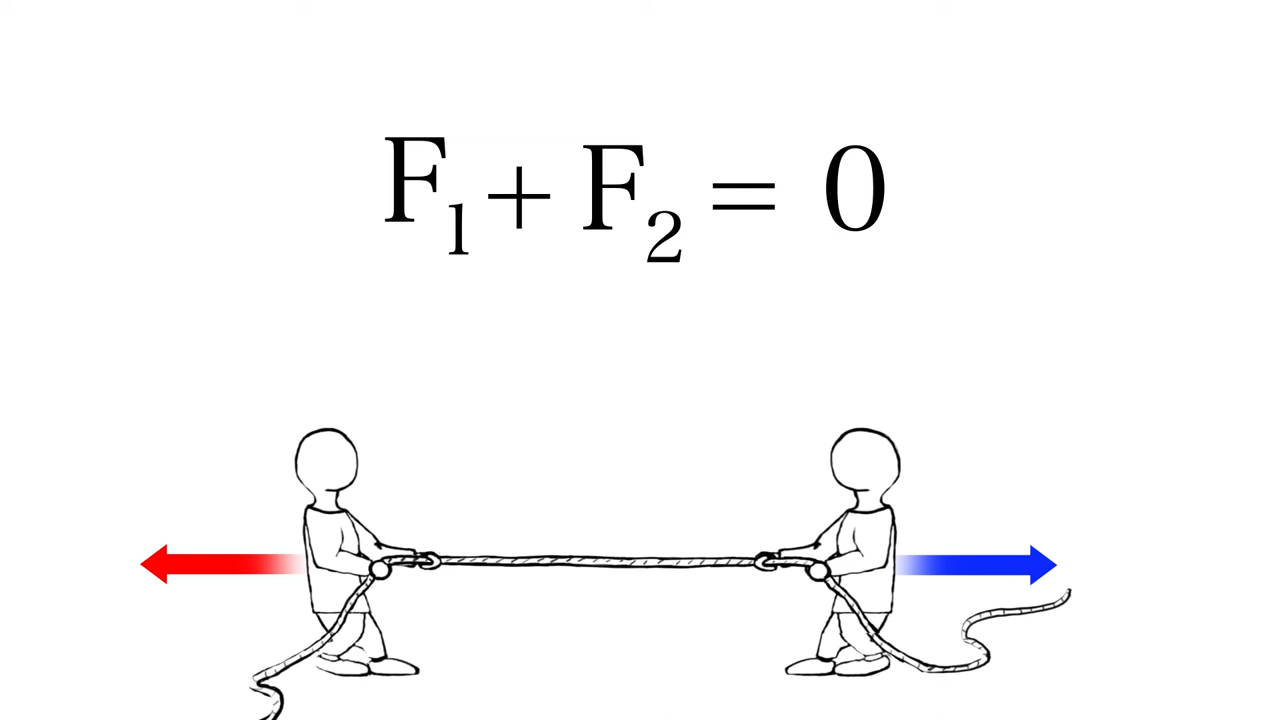 F₁ + F₂ = 0